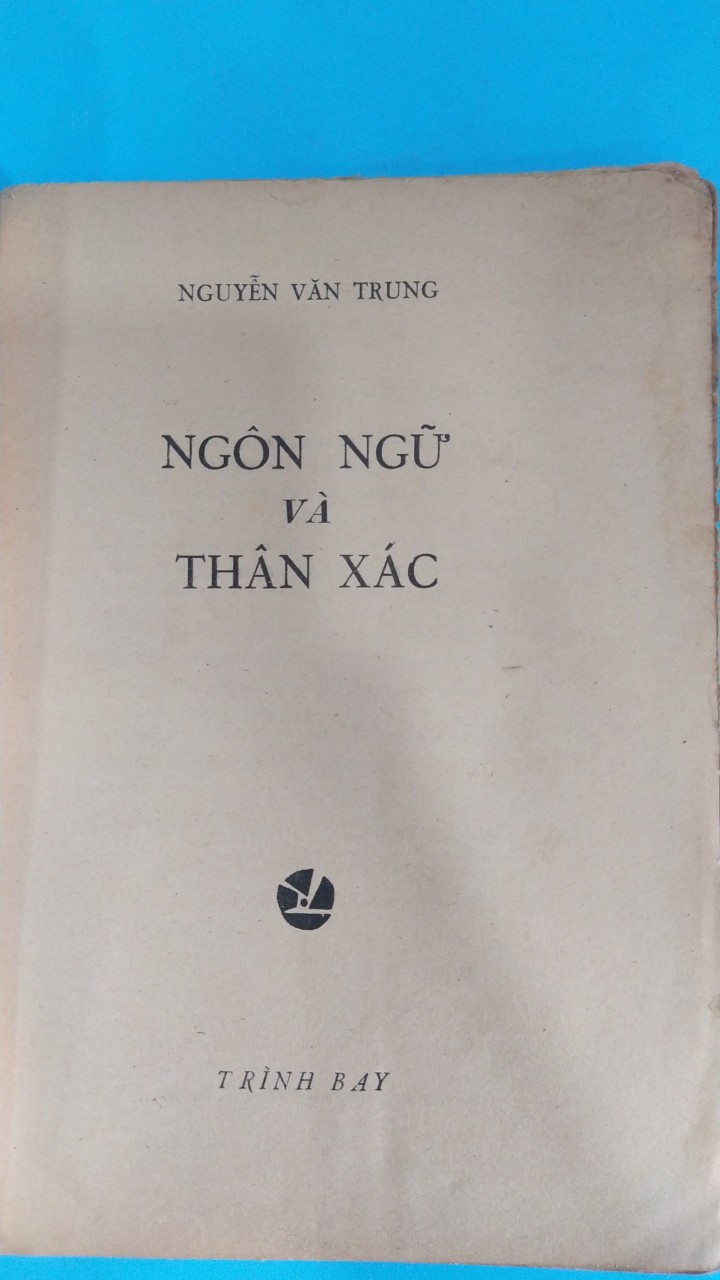 NGUYỄN VĂN TRUNG
NGÔN NGỮ
VÀ
THÂN XÁC
TRÌNH BAY